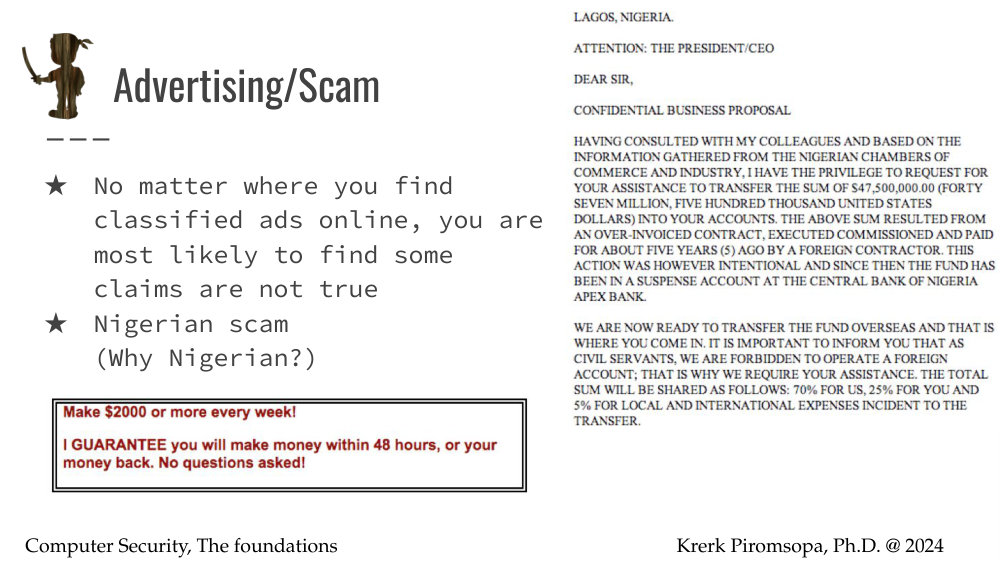 Advertising/Scam
★ No matter where you find
classified ads online, you are
most likely to find some
claims are not true
★ Nigerian scam
(Why Nigerian?)
Make $2000 or more every week!
I GUARANTEE you will make money within 48 hours, or your
money back. No questions asked!
LAGOS, NIGERIA.
ATTENTION: THE PRESIDENT/CEO
DEAR SIR,
CONFIDENTIAL BUSINESS PROPOSAL
HAVING CONSULTED WITH MY COLLEAGUES AND BASED ON THE
INFORMATION GATHERED FROM THE NIGERIAN CHAMBERS OF
COMMERCE AND INDUSTRY, I HAVE THE PRIVILEGE TO REQUEST FOR
YOUR ASSISTANCE TO TRANSFER THE SUM OF $47,500,000.00 (FORTY
SEVEN MILLION, FIVE HUNDRED THOUSAND UNITED STATES
DOLLARS) INTO YOUR ACCOUNTS. THE ABOVE SUM RESULTED FROM
AN OVER-INVOICED CONTRACT, EXECUTED COMMISSIONED AND PAID
FOR ABOUT FIVE YEARS (5) AGO BY A FOREIGN CONTRACTOR. THIS
ACTION WAS HOWEVER INTENTIONAL AND SINCE THEN THE FUND HAS
BEEN IN A SUSPENSE ACCOUNT AT THE CENTRAL BANK OF NIGERIA
APEX BANK.
WE ARE NOW READY TO TRANSFER THE FUND OVERSEAS AND THAT IS
WHERE YOU COME IN. IT IS IMPORTANT TO INFORM YOU THAT AS
CIVIL SERVANTS, WE ARE FORBIDDEN TO OPERATE A FOREIGN
ACCOUNT; THAT IS WHY WE REQUIRE YOUR ASSISTANCE. THE TOTAL
SUM WILL BE SHARED AS FOLLOWS: 70% FOR US, 25% FOR YOU AND
5% FOR LOCAL AND INTERNATIONAL EXPENSES INCIDENT TO THE
TRANSFER.
Computer Security, The foundations
Krerk Piromsopa, Ph.D. @ 2024